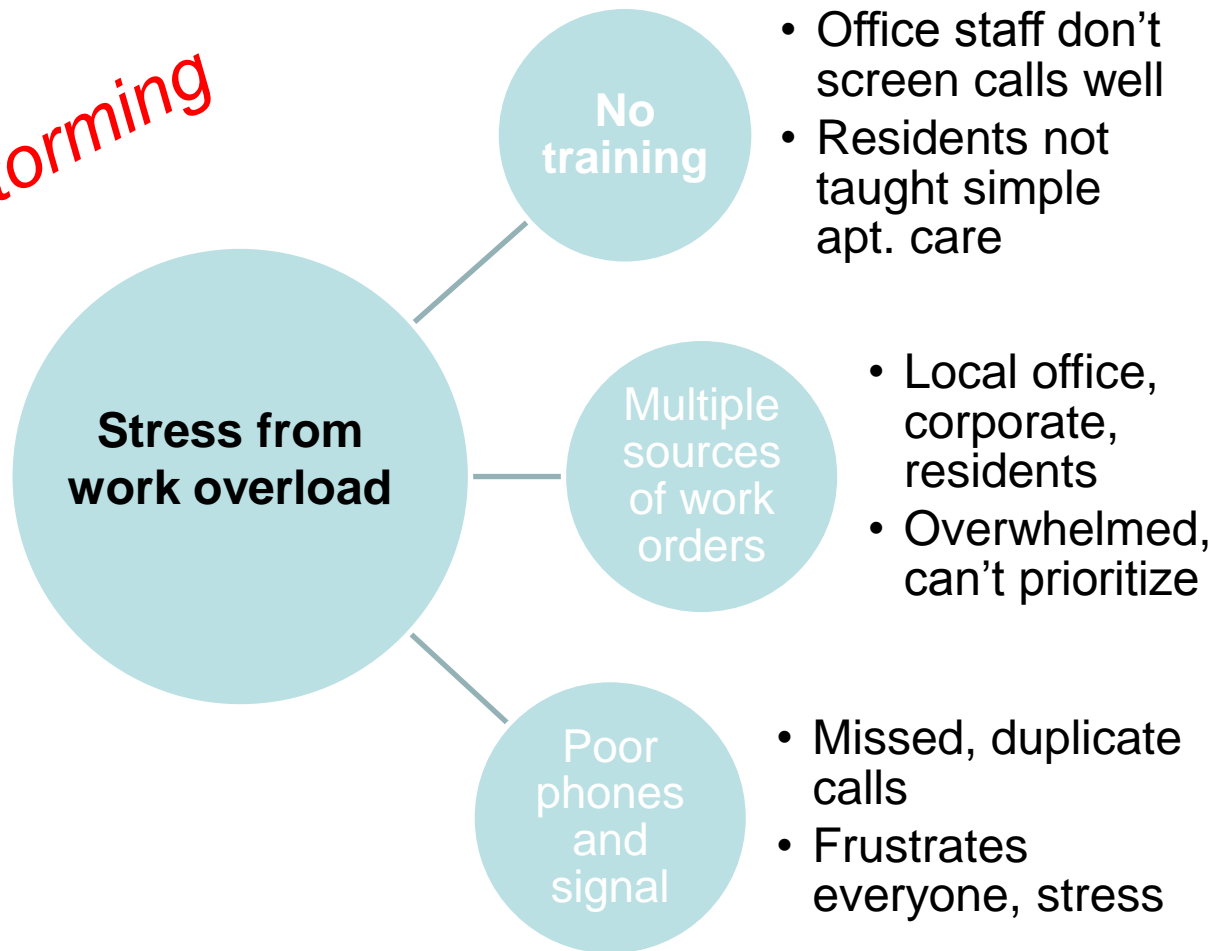 No
training
• Office staff don’t
screen calls well
• Residents not
taught simple
apt. care
Stress from
work overload
Multiple
sources
of work
orders
• Local office,
corporate,
residents
• Overwhelmed,
can’t prioritize
Poor
phones
and
signal
• Missed, duplicate
calls
• Frustrates
everyone, stress